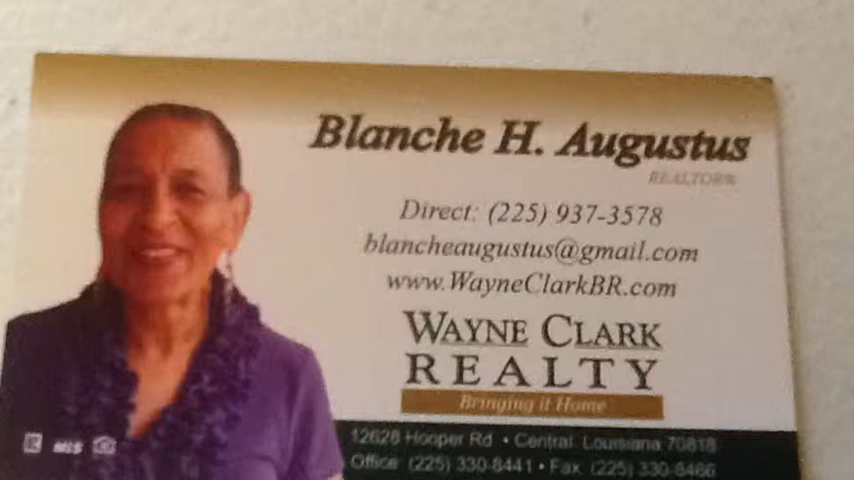 Blanche H. Augustus
REALTOR®
Direct: (225) 937-3578
blancheaugustus@gmail.com
www.WayneClarkBR.com
WAYNE CLARK
REALTY
Bringing it Home
MLS
12628 Hooper Rd • Central, Louisiana 70818
Office: (225) 330-8441 • Fax: (225) 330-8466